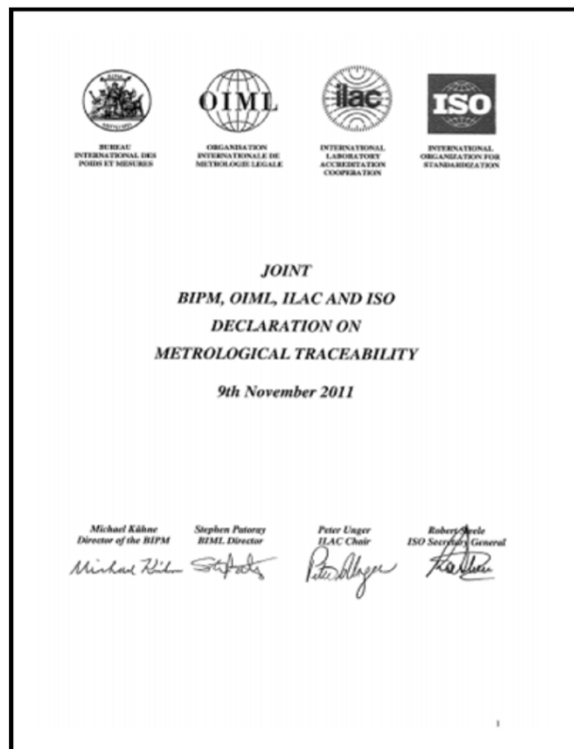 OIML
ilac
ISO
BUREAU
INTERNATIONAL DES
POIDS ET MESURES
ORGANISATION
INTERNATIONALE DE
METROLOGIE LEGALE
INTERNATIONAL
LABORATORY
ACCREDITATION
COOPERATION
INTERNATIONAL
ORGANIZATION FOR
STANDARDIZATION
JOINT
BIPM, OIML, ILAC AND ISO
DECLARATION ON
METROLOGICAL TRACEABILITY
9th November 2011
Michael Kühne
Director of the BIPM
Stephen Patoray
BIML Director
Peter Unger
ILAC Chair
Robert Steele
ISO Secretary General
1